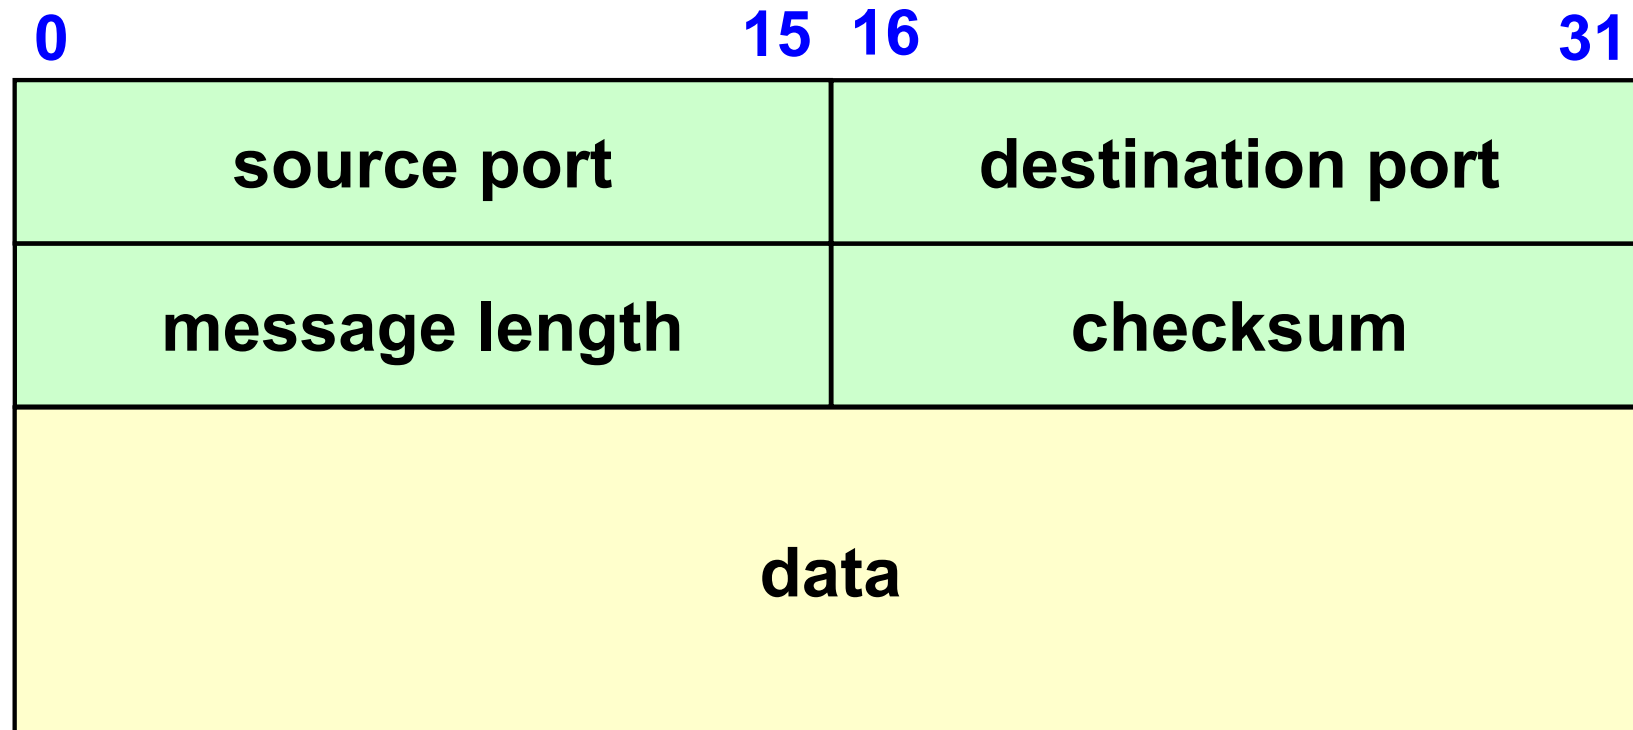 0 15 16 31
source port destination port
message length checksum
data